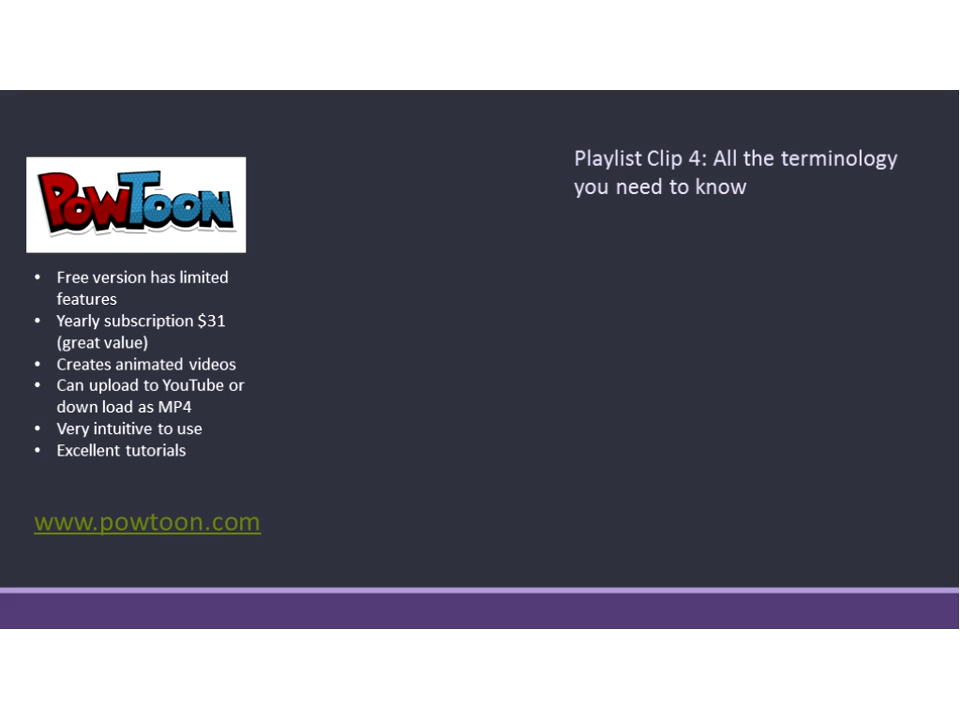 Playlist Clip 4: All the terminology
you need to know
PowToon
• Free version has limited
features
• Yearly subscription $31
(great value)
• Creates animated videos
• Can upload to YouTube or
down load as MP4
• Very intuitive to use
• Excellent tutorials
www.powtoon.com